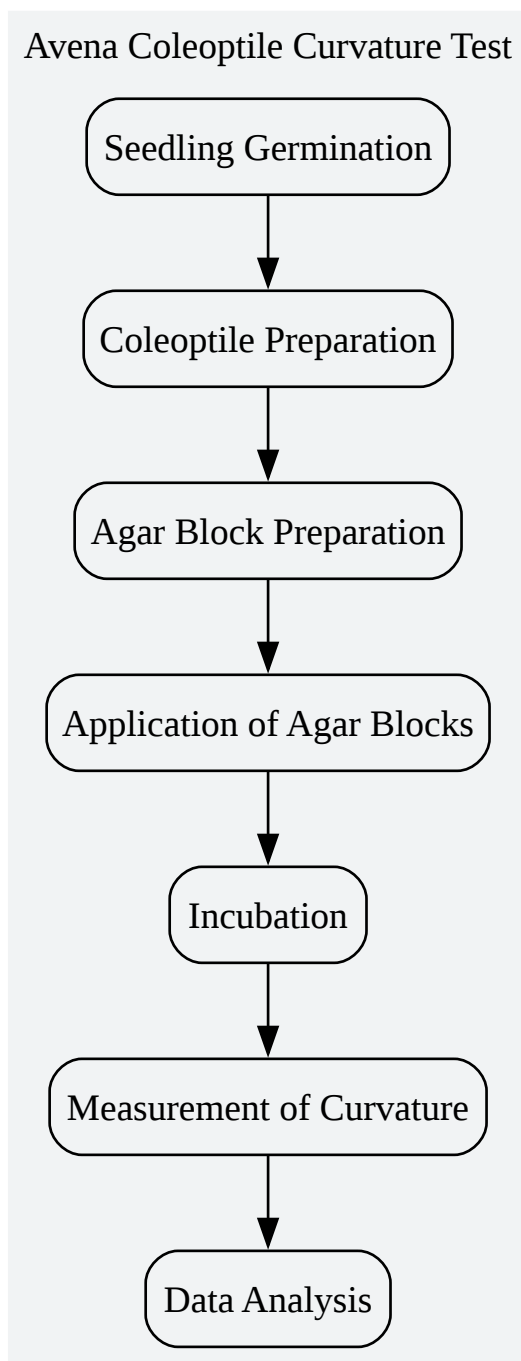 Avena Coleoptile Curvature Test
Seedling Germination
Coleoptile Preparation
Agar Block Preparation
Application of Agar Blocks
Incubation
Measurement of Curvature
Data Analysis